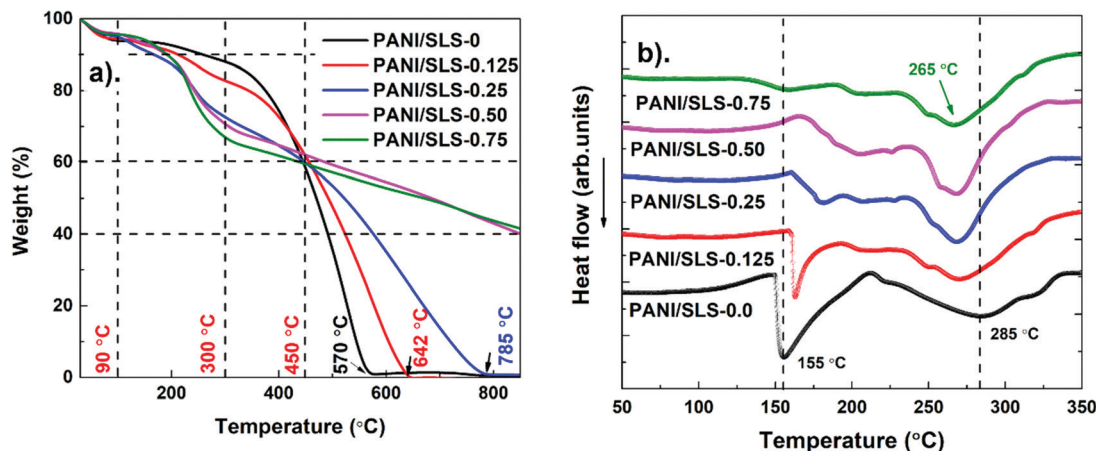 a).
PANI/SLS-0
PANI/SLS-0.125
PANI/SLS-0.25
PANI/SLS-0.50
PANI/SLS-0.75
Weight (%)
100
80
60
40
20
0
90 °C
300 °C
450 °C
570 °C
642 °C
785 °C
200
400
600
800
Temperature (°C)
b).
265 °C
PANI/SLS-0.75
PANI/SLS-0.50
PANI/SLS-0.25
PANI/SLS-0.125
PANI/SLS-0.0
155 °C
285 °C
Heat flow (arb.units)
50
100
150
200
250
300
350
Temperature (°C)